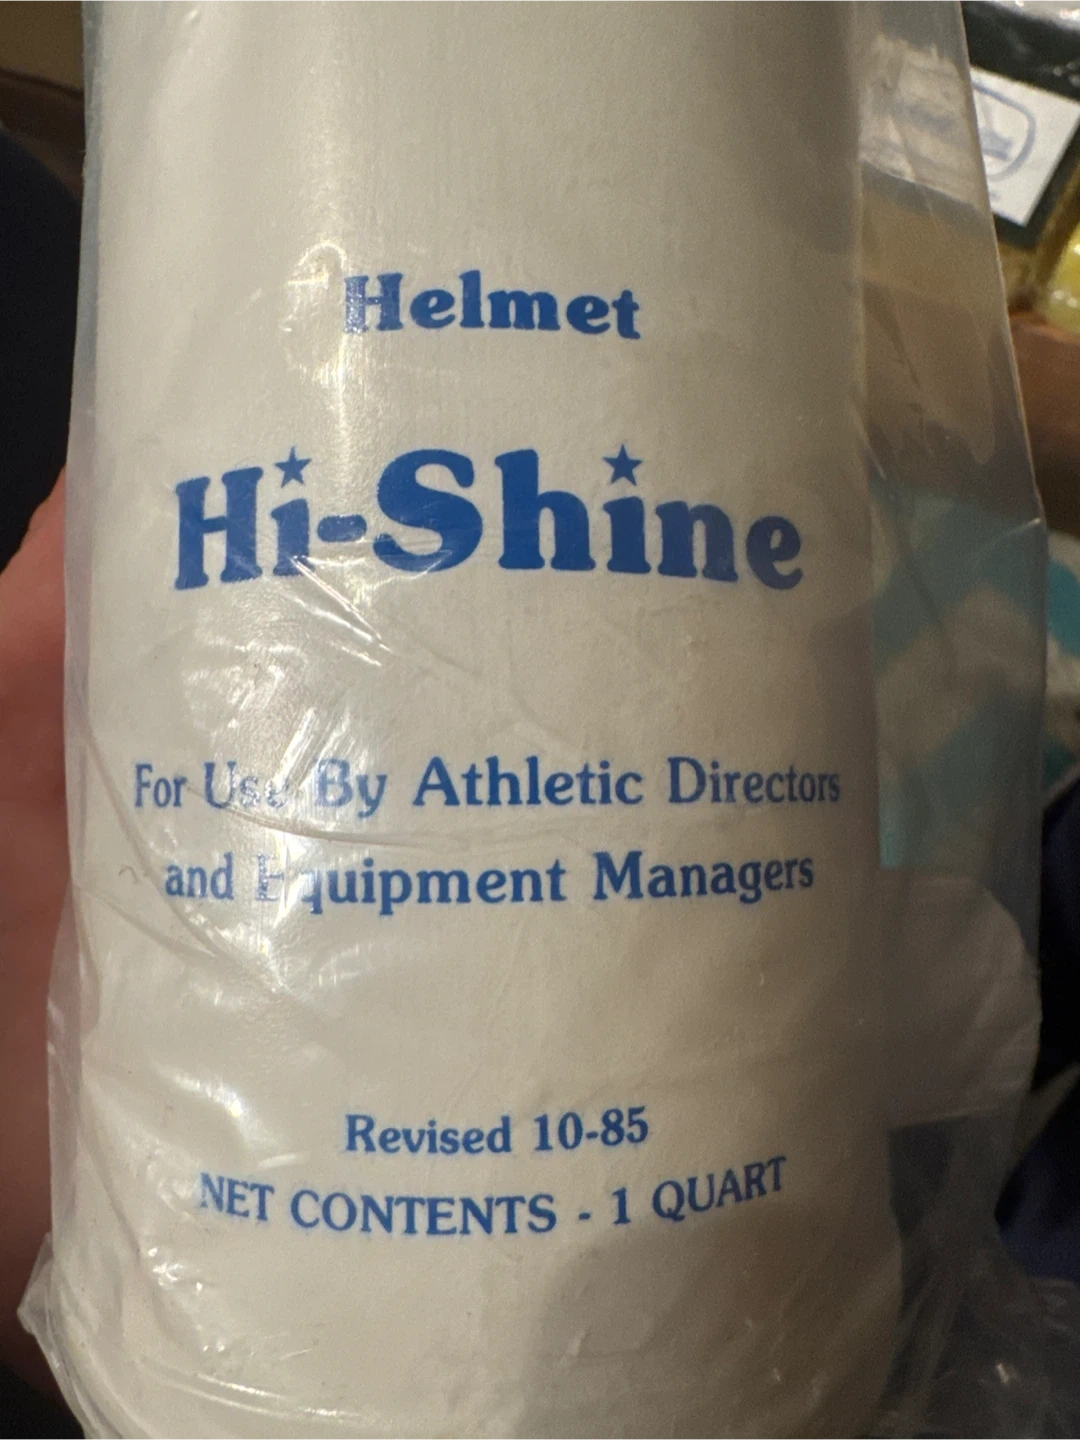 Helmet
Hi-Shine
For Use By Athletic Directors
and Equipment Managers
Revised 10-85
NET CONTENTS - 1 QUART